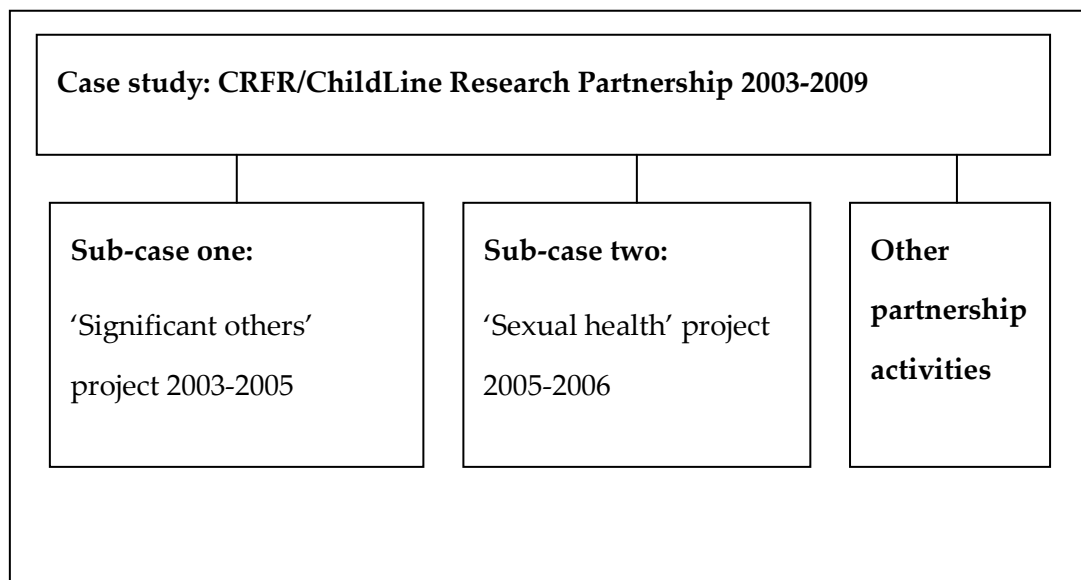 Case study: CRFR/ChildLine Research Partnership 2003-2009
Sub-case one:
‘Significant others’
project 2003-2005
Sub-case two:
‘Sexual health’ project
2005-2006
Other
partnership
activities